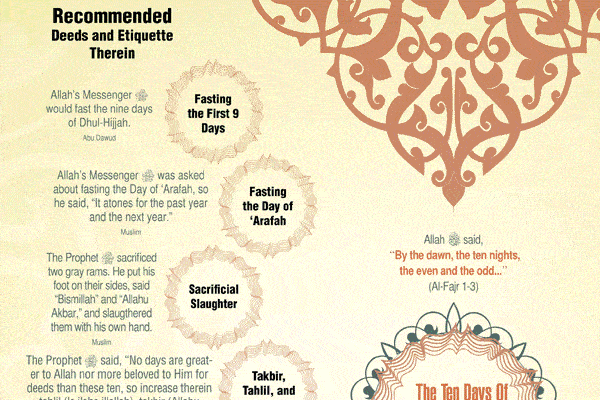 Recommended
Deeds and Etiquette
Therein
Allah's Messenger ﷺ
would fast the nine days
of Dhul-Hijjah.
Abu Dawud
Fasting
the First 9
Days
Allah's Messenger ﷺ was asked
about fasting the Day of 'Arafah, so
he said, "It atones for the past year
and the next year."
Muslim
Fasting
the Day of
'Arafah
The Prophet ﷺ sacrificed
two gray rams. He put his
foot on their sides, said
"Bismillah" and "Allahu
Akbar," and slaugthered
them with his own hand.
Muslim
Sacrificial
Slaughter
The Prophet ﷺ said, "No days are great-
er to Allah nor more beloved to Him for
deeds than these ten, so increase therein
Takbir,
Tahlil, and
Allah ﷻ said,
"By the dawn, the ten nights,
the even and the odd..."
(Al-Fajr 1-3)
The Ten Days Of